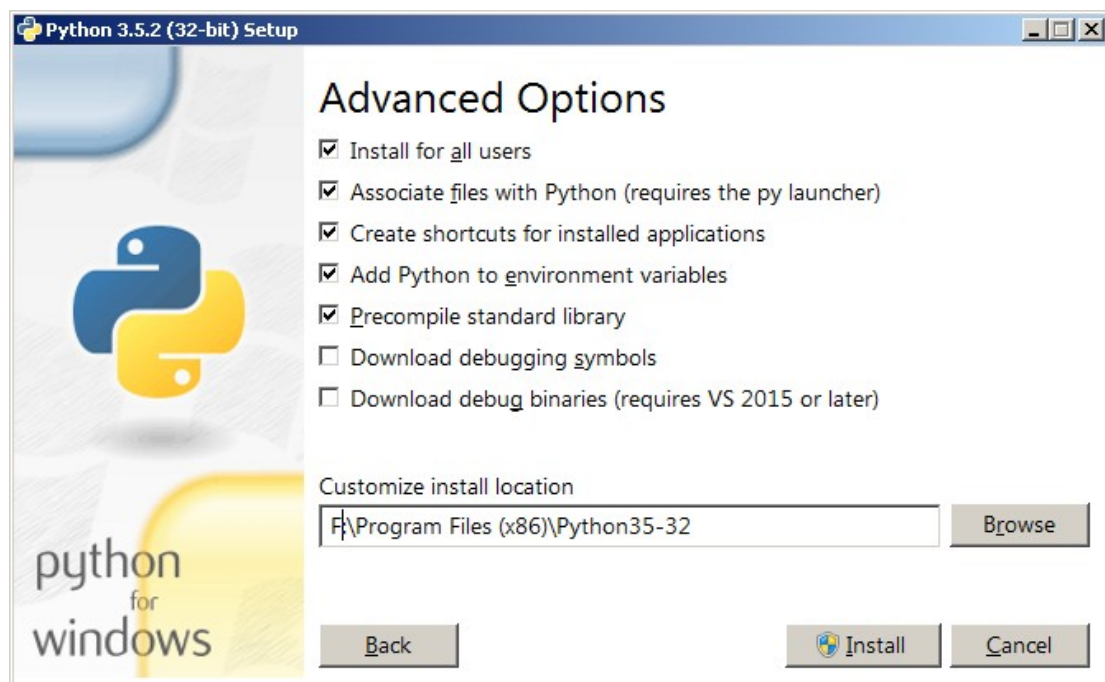 Python 3.5.2 (32-bit) Setup
Advanced Options
Install for all users
Associate files with Python (requires the py launcher)
Create shortcuts for installed applications
Add Python to environment variables
Precompile standard library
Download debugging symbols
Download debug binaries (requires VS 2015 or later)
Customize install location
F:\Program Files (x86)\Python35-32
Browse
python
for
windows
Back
Install
Cancel